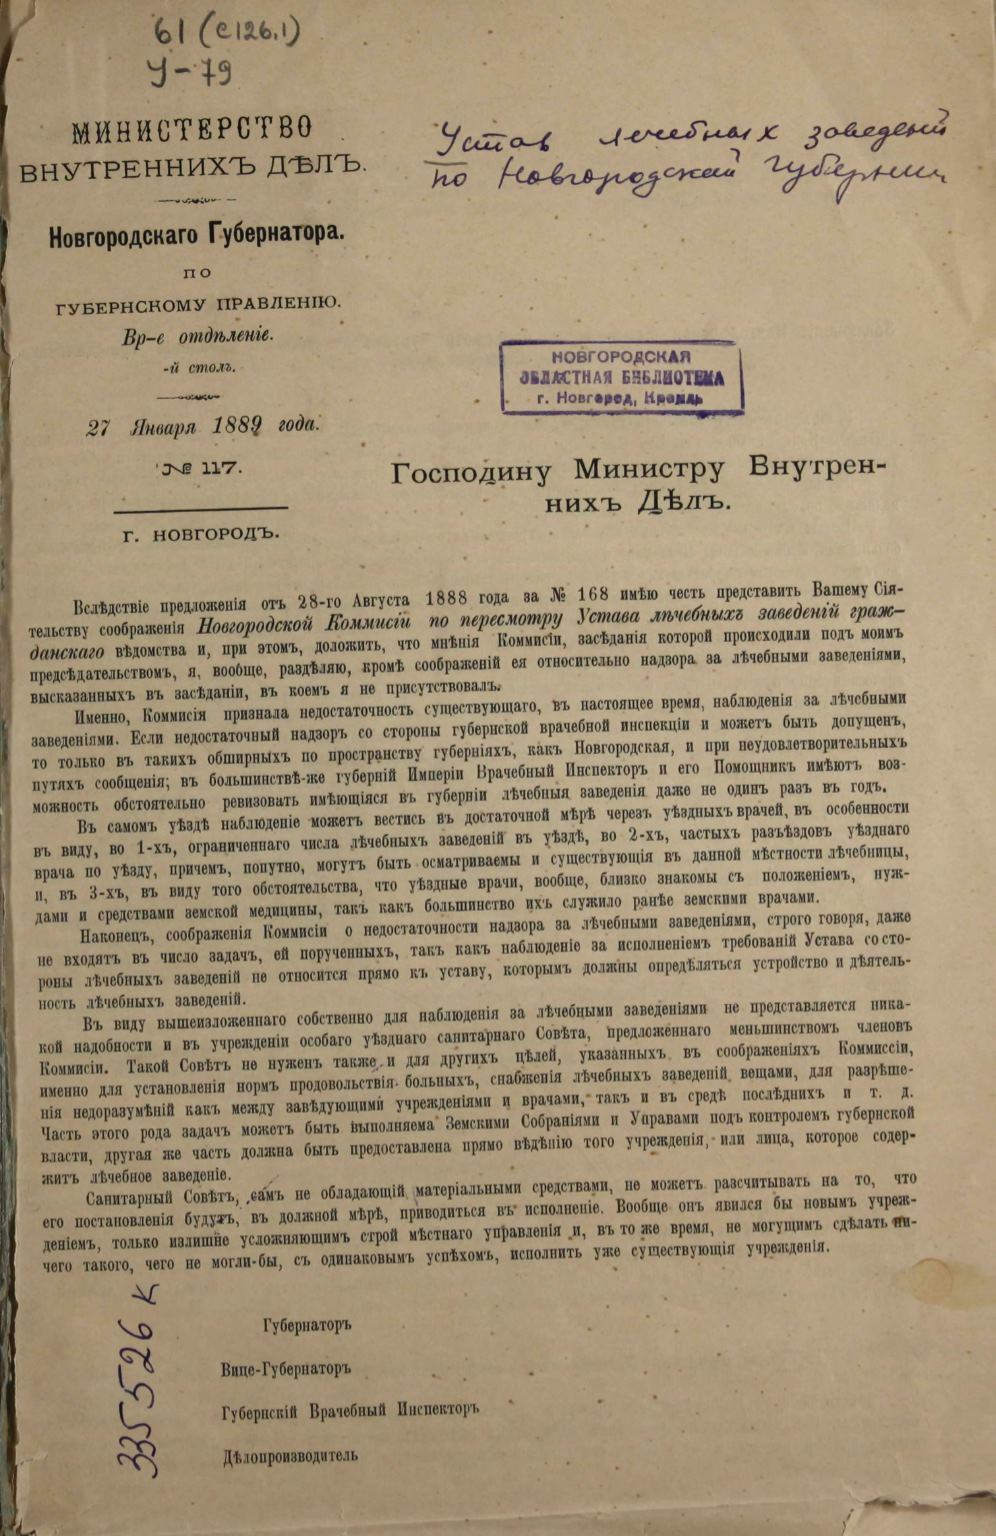 61 (С126.1)
У-79
МИНИСТЕРСТВО
ВНУТРЕННИХЪ ДѢЛЪ.
Новгородскаго Губернатора.
ПО
ГУБЕРНСКОМУ ПРАВЛЕНІЮ.
Вр-е отдѣленіе.
-й столъ.
27 Января 1889 года.
№ 117.
Г. НОВГОРОДЪ.
Устав лечебных заведений
по Новгородский губернии
НОВГОРОДСКАЯ
ОБЛАСТНАЯ БИБЛИОТЕКА
г. Новгород, Кремль
Господину Министру Внутрен-
нихъ Дѣлъ.
Вслѣдствіе предложенія отъ 28-го Августа 1888 года за № 168 имѣю честь представить Вашему Сія-
тельству соображенія Новгородской Коммисіи по пересмотру Устава лѣчебныхъ заведеній граж-
данскаго вѣдомства и, при этомъ, доложить, что мнѣнія Коммисіи, засѣданія которой происходили подъ моимъ
предсѣдательствомъ, я, вообще, раздѣляю, кромѣ соображеній ея относительно надзора за лѣчебными заведеніями,
высказанныхъ въ засѣданіи, въ коемъ я не присутствовалъ.
Именно, Коммисія признала недостаточность существующаго, въ настоящее время, наблюденія за лѣчебными
заведеніями. Если недостаточный надзоръ со стороны губернской врачебной инспекціи и можетъ быть допущенъ,
то только въ такихъ обширныхъ по пространству губерніяхъ, какъ Новгородская, и при неудовлетворительныхъ
путяхъ сообщенія; въ большинствѣ-же губерній Имперіи Врачебный Инспекторъ и его Помощникъ имѣютъ воз-
можность обстоятельно ревизовать имѣющіяся въ губерніи лѣчебныя заведенія даже не одинъ разъ въ годъ.
Въ самомъ уѣздѣ наблюденіе можетъ вестись въ достаточной мѣрѣ черезъ уѣздныхъ врачей, въ особенности
въ виду, во 1-хъ, ограниченнаго числа лѣчебныхъ заведеній въ уѣздѣ, во 2-хъ, частыхъ разъѣздовъ уѣзднаго
врача по уѣзду, причемъ, попутно, могутъ быть осматриваемы и существующія въ данной мѣстности лѣчебницы,
и, въ 3-хъ, въ виду того обстоятельства, что уѣздные врачи, вообще, близко знакомы съ положеніемъ, нуж-
дами и средствами земской медицины, такъ какъ большинство ихъ служило ранѣе земскими врачами.
Наконецъ, соображенія Коммисіи о недостаточности надзора за лѣчебными заведеніями, строго говоря, даже
не входятъ въ число задачъ, ей порученныхъ, такъ какъ наблюденіе за исполненіемъ требованій Устава со сто-
роны лѣчебныхъ заведеній не относится прямо къ уставу, которымъ должны опредѣляться устройство и дѣятель-
ность лѣчебныхъ заведеній.
Въ виду вышеизложеннаго собственно для наблюденія за лѣчебными заведеніями не представляется ника-
кой надобности и въ учрежденіи особаго уѣзднаго санитарнаго Совѣта, предложеннаго меньшинствомъ членовъ
Коммисіи. Такой Совѣтъ не нуженъ также и для другихъ цѣлей, указанныхъ въ соображеніяхъ Коммиссіи,
именно для установленія нормъ продовольствія больныхъ, снабженія лѣчебныхъ заведеній вещами, для разрѣше-
нія недоразумѣній какъ между завѣдующими учрежденіями и врачами, такъ и въ средѣ послѣднихъ и т. д.
Часть этого рода задачъ можетъ быть выполняема Земскими Собраніями и Управами подъ контролемъ губернской
власти, другая же часть должна быть предоставлена прямо вѣдѣнію того учрежденія, или лица, которое содер-
житъ лѣчебное заведеніе.
Санитарный Совѣтъ, самъ не обладающій матеріальными средствами, не можетъ разсчитывать на то, что
его постановленія будутъ, въ должной мѣрѣ, приводиться въ исполненіе. Вообще онъ явился бы новымъ учреж-
деніемъ, только излишне усложняющимъ строй мѣстнаго управленія и, въ то же время, не могущимъ сдѣлать ни-
чего такого, чего не могли-бы, съ одинаковымъ успѣхомъ, исполнить уже существующія учрежденія.
Губернаторъ
Вице-Губернаторъ
Губернскій Врачебный Инспекторъ
Дѣлопроизводитель
335526 к